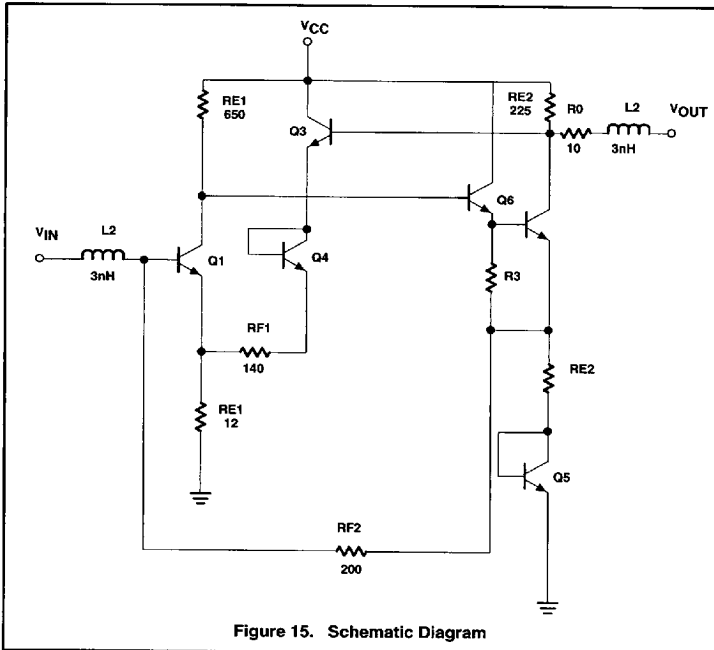 VCC
RE1
650
RE2
225
R0
10
L2
3nH
VOUT
Q3
Q6
L2
3nH
VIN
Q1
Q4
R3
RF1
140
RE2
RE1
12
Q5
RF2
200
Figure 15. Schematic Diagram